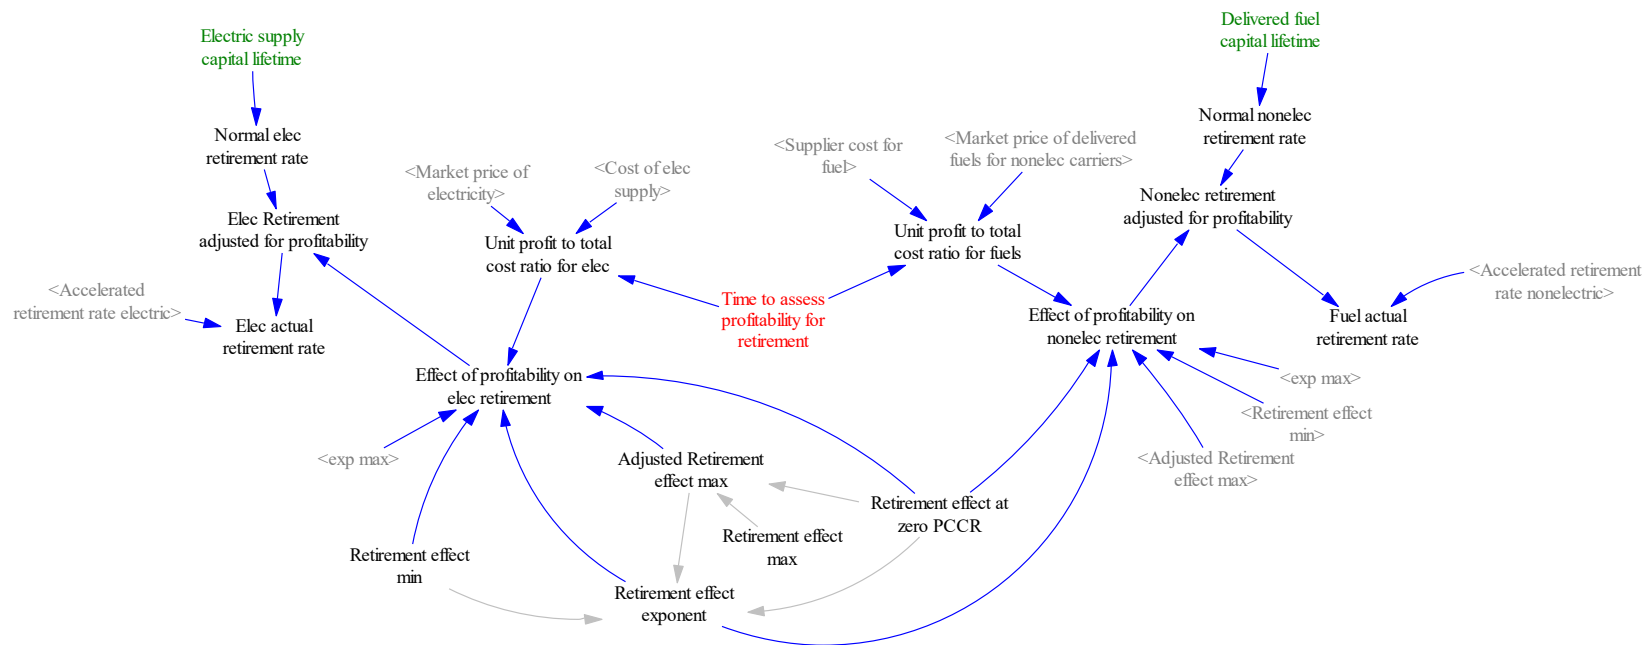 Electric supply
capital lifetime
Delivered fuel
capital lifetime
Normal elec
retirement rate
Normal nonelec
retirement rate
<Supplier cost for
fuel>
<Market price of delivered
fuels for nonelec carriers>
<Market price of
electricity>
<Cost of elec
supply>
Nonelec retirement
adjusted for profitability
Elec Retirement
adjusted for profitability
Unit profit to total
cost ratio for elec
Unit profit to total
cost ratio for fuels
<Accelerated
retirement rate electric>
<Accelerated retirement
rate nonelectric>
Time to assess
profitability for
retirement
Elec actual
retirement rate
Effect of profitability on
nonelec retirement
Fuel actual
retirement rate
Effect of profitability on
elec retirement
<exp max>
<Retirement effect
min>
<exp max>
Adjusted Retirement
effect max
<Adjusted Retirement
effect max>
Retirement effect at
zero PCCR
Retirement effect
max
Retirement effect
min
Retirement effect
exponent